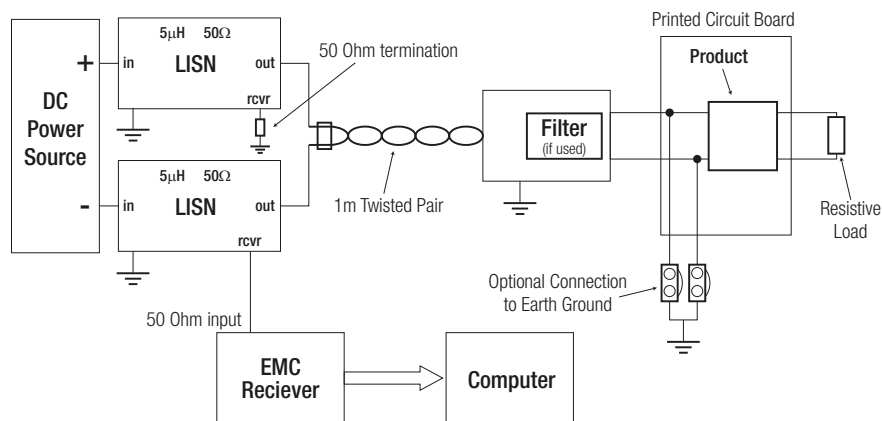 Printed Circuit Board
5µH 50Ω
LISN
in
out
rcvr
50 Ohm termination
+
DC
Power
Source
-
5µH 50Ω
LISN
in
out
rcvr
1m Twisted Pair
Filter
(if used)
Product
Resistive
Load
Optional Connection
to Earth Ground
50 Ohm input
EMC
Reciever
Computer